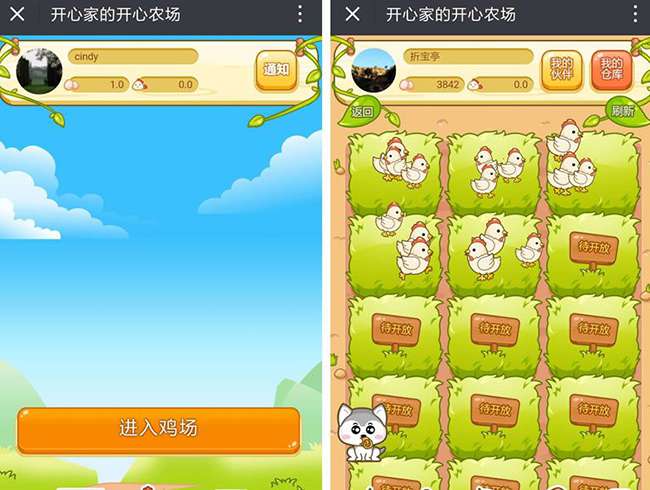 开心家的开心农场
cindy
1.0
0.0
通知
进入鸡场
开心家的开心农场
折宝亭
3842
0.0
我的
伙伴
我的
仓库
返回
刷新
待开放
待开放
待开放
待开放
待开放
待开放
待开放